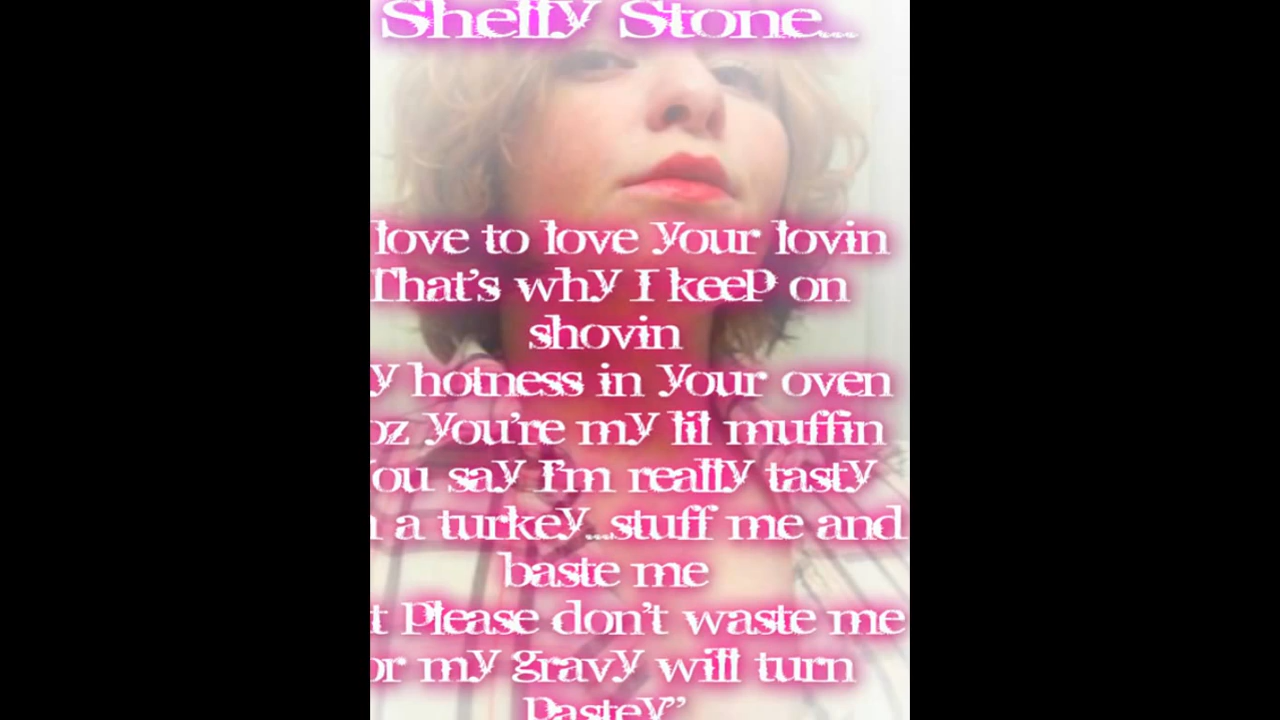 Shelly Stone...
love to love your lovin
That's why I keep on
shovin
y hotness in your oven
oz you're my lil muffin
You say I'm really tasty
a turkey...stuff me and
baste me
t please don't waste me
or my gravy will turn
pastey”